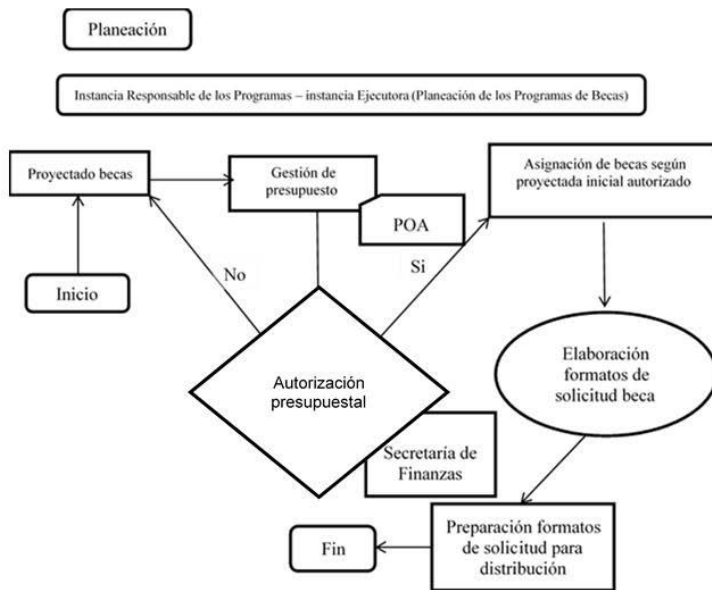 Planeación
Instancia Responsable de los Programas – instancia Ejecutora (Planeación de los Programas de Becas)
Proyectado becas
Gestión de
presupuesto
POA
Asignación de becas según
proyectada inicial autorizado
No
Si
Inicio
Autorización
presupuestal
Elaboración
formatos de
solicitud beca
Secretaría de
Finanzas
Preparación formatos
de solicitud para
distribución
Fin